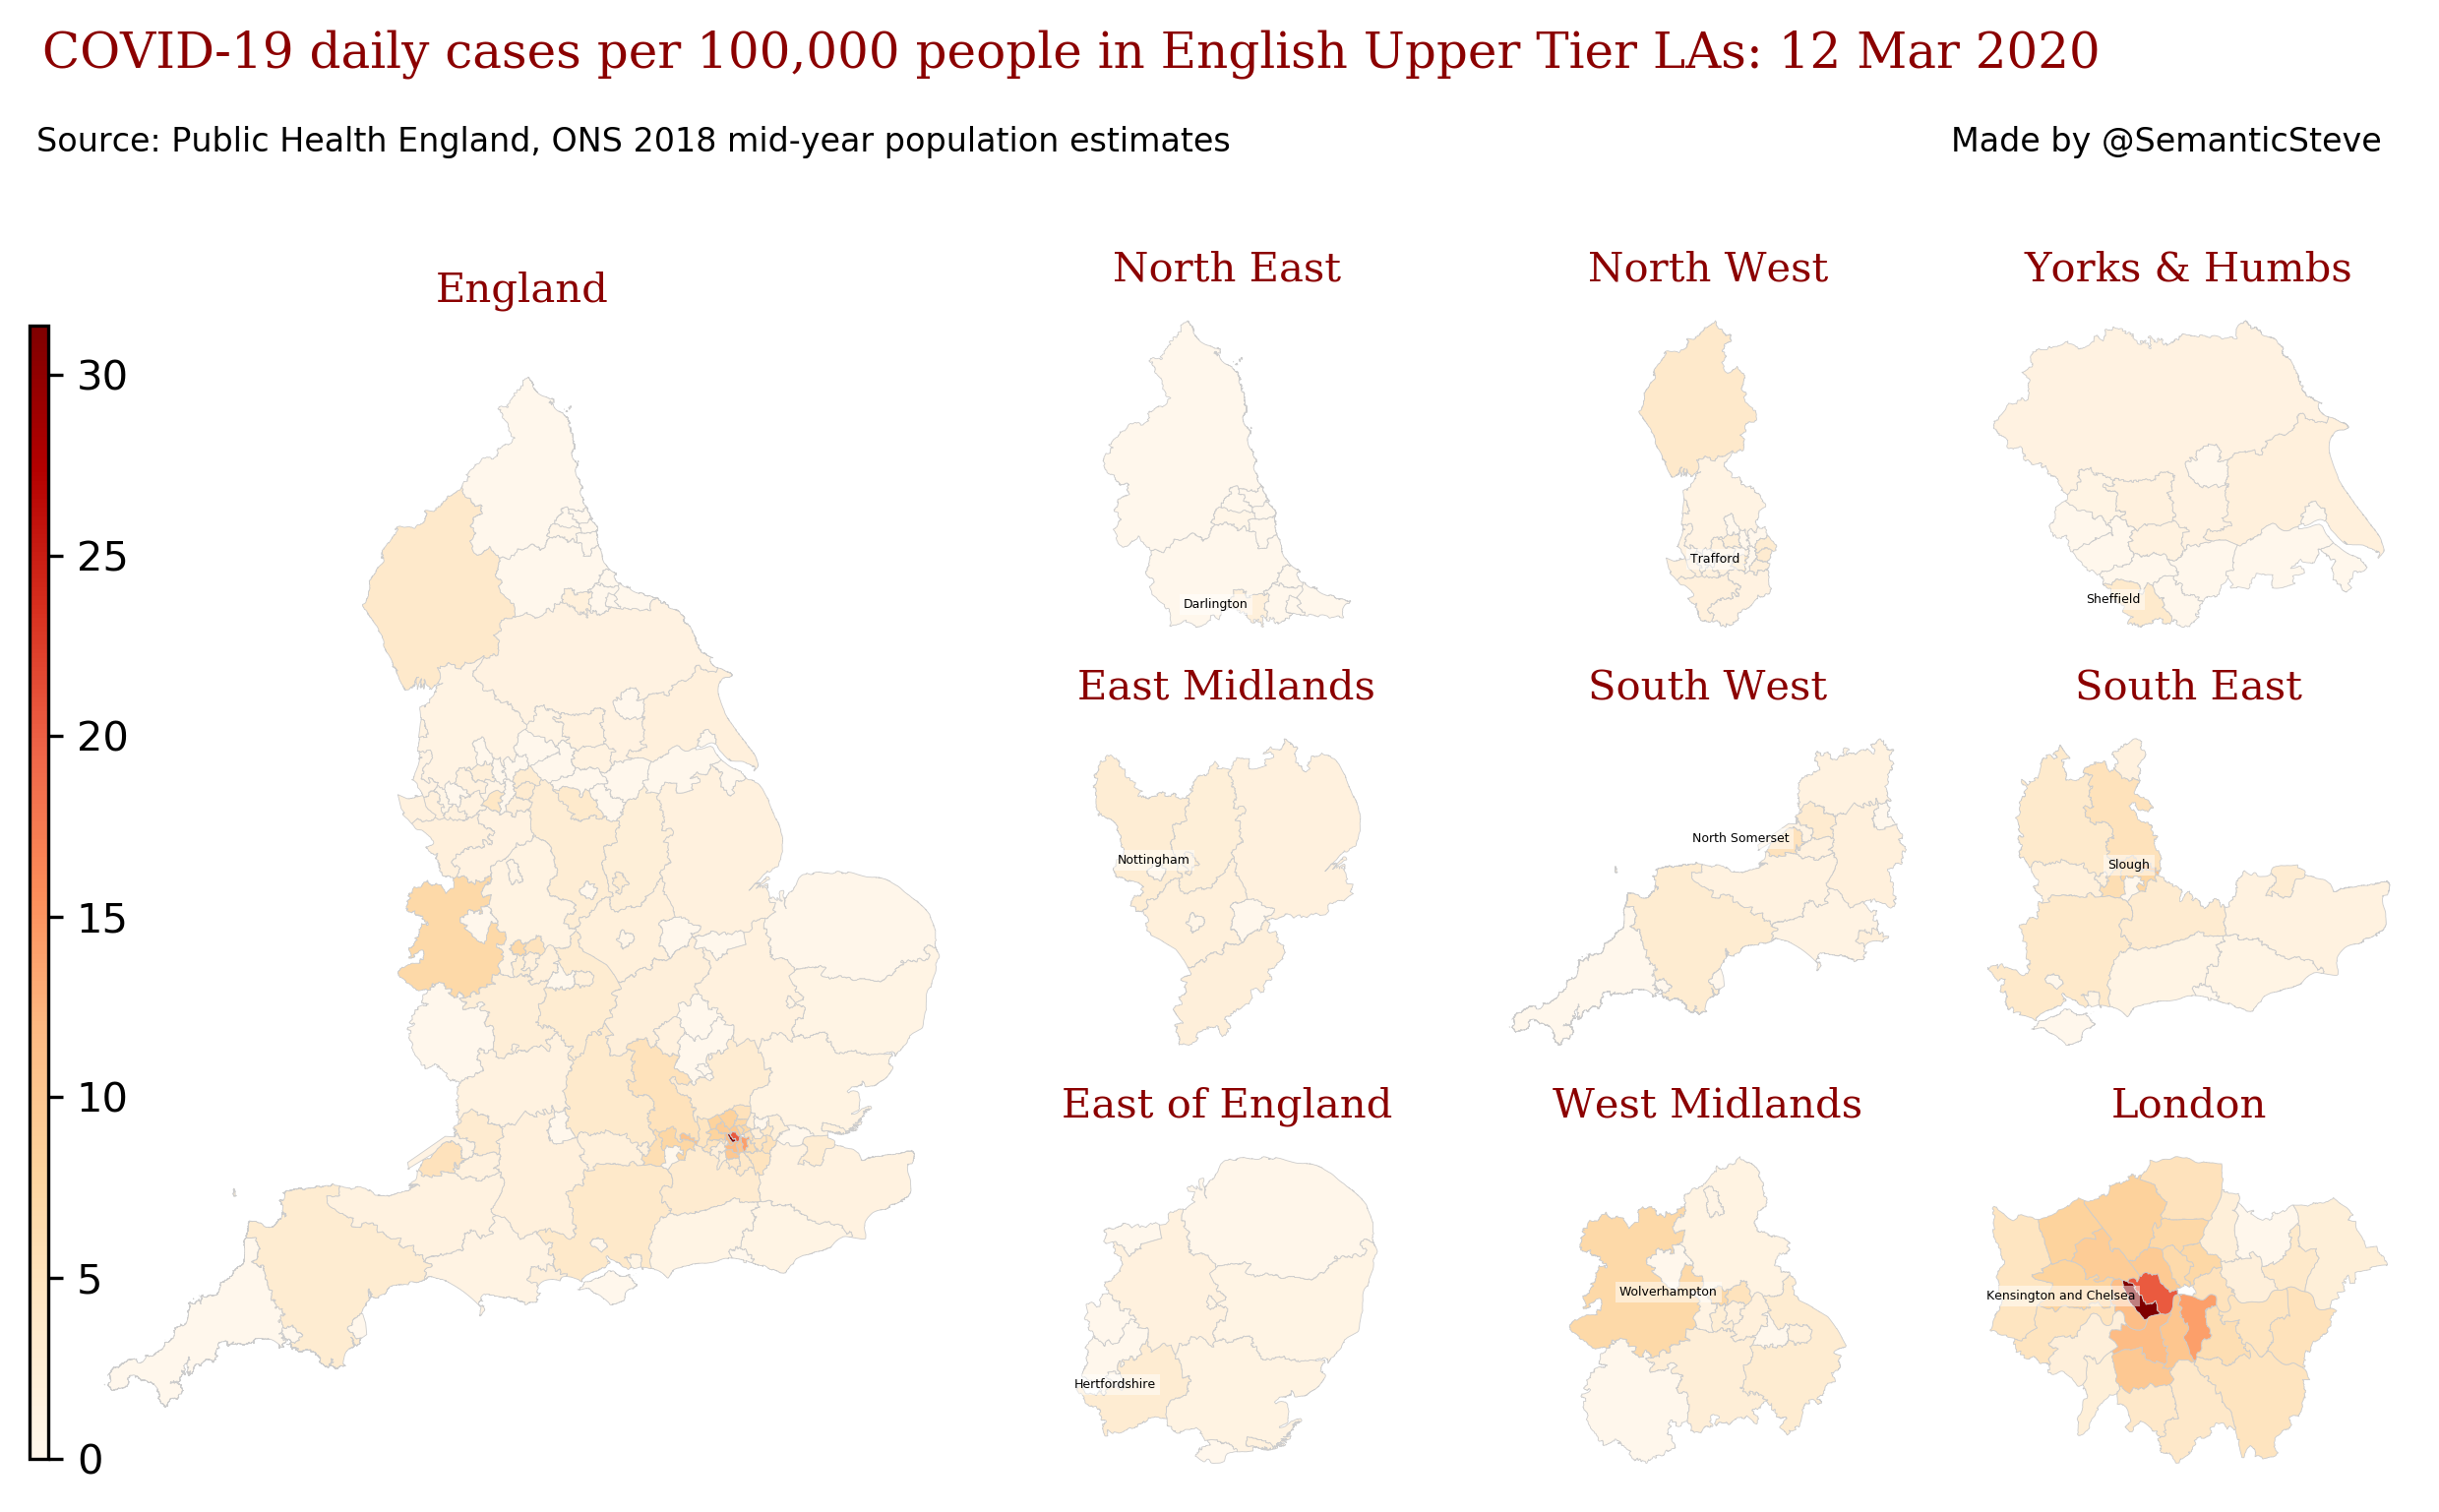 COVID-19 daily cases per 100,000 people in English Upper Tier LAs: 12 Mar 2020
Source: Public Health England, ONS 2018 mid-year population estimates
Made by @SemanticSteve
England
30
25
20
15
10
5
0
North East
Darlington
North West
Trafford
Yorks & Humbs
Sheffield
East Midlands
Nottingham
South West
North Somerset
South East
Slough
East of England
Hertfordshire
West Midlands
Wolverhampton
London
Kensington and Chelsea